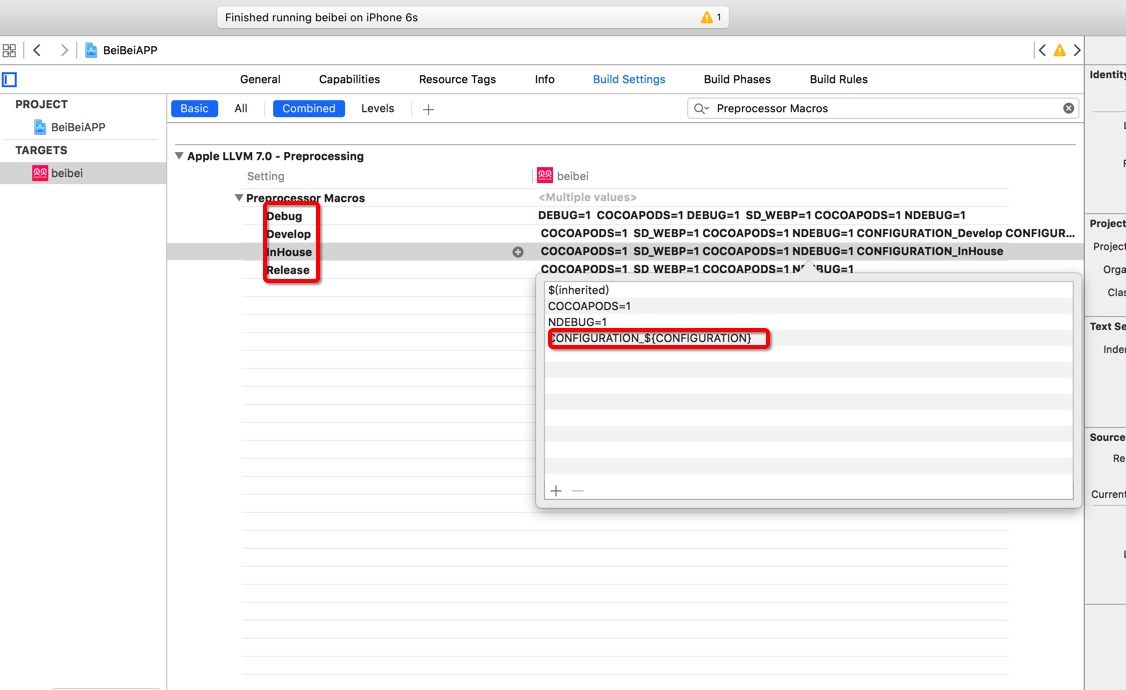 Finished running beibei on iPhone 6s 1
BeiBeiAPP
General Capabilities Resource Tags Info Build Settings Build Phases Build Rules
Identity
PROJECT
BeiBeiAPP
TARGETS
beibei
Basic All Combined Levels + Preprocessor Macros
Apple LLVM 7.0 - Preprocessing
Setting beibei
Preprocessor Macros <Multiple values>
Debug DEBUG=1 COCOAPODS=1 DEBUG=1 SD_WEBP=1 COCOAPODS=1 NDEBUG=1
Develop COCOAPODS=1 SD_WEBP=1 COCOAPODS=1 NDEBUG=1 CONFIGURATION_Develop CONFIGUR...
InHouse COCOAPODS=1 SD_WEBP=1 COCOAPODS=1 NDEBUG=1 CONFIGURATION_InHouse
Release COCOAPODS=1 SD_WEBP=1 COCOAPODS=1 NDEBUG=1
$(inherited)
COCOAPODS=1
NDEBUG=1
CONFIGURATION_${CONFIGURATION}
Project
Project
Orga
Clas
Text Se
Inden
Source
Re
Current